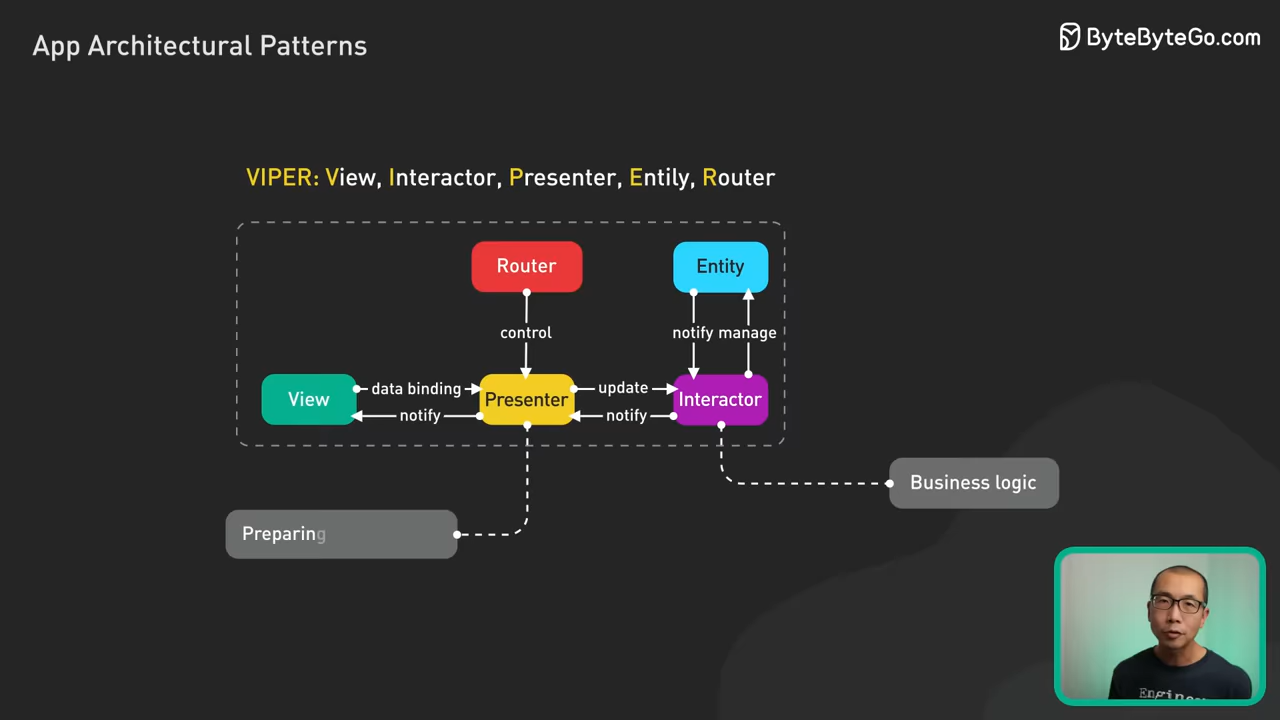 App Architectural Patterns
ByteByteGo.com
VIPER: View, Interactor, Presenter, Entily, Router
Router
Entity
control
notify manage
View
data binding
notify
Presenter
update
notify
Interactor
Business logic
Preparing